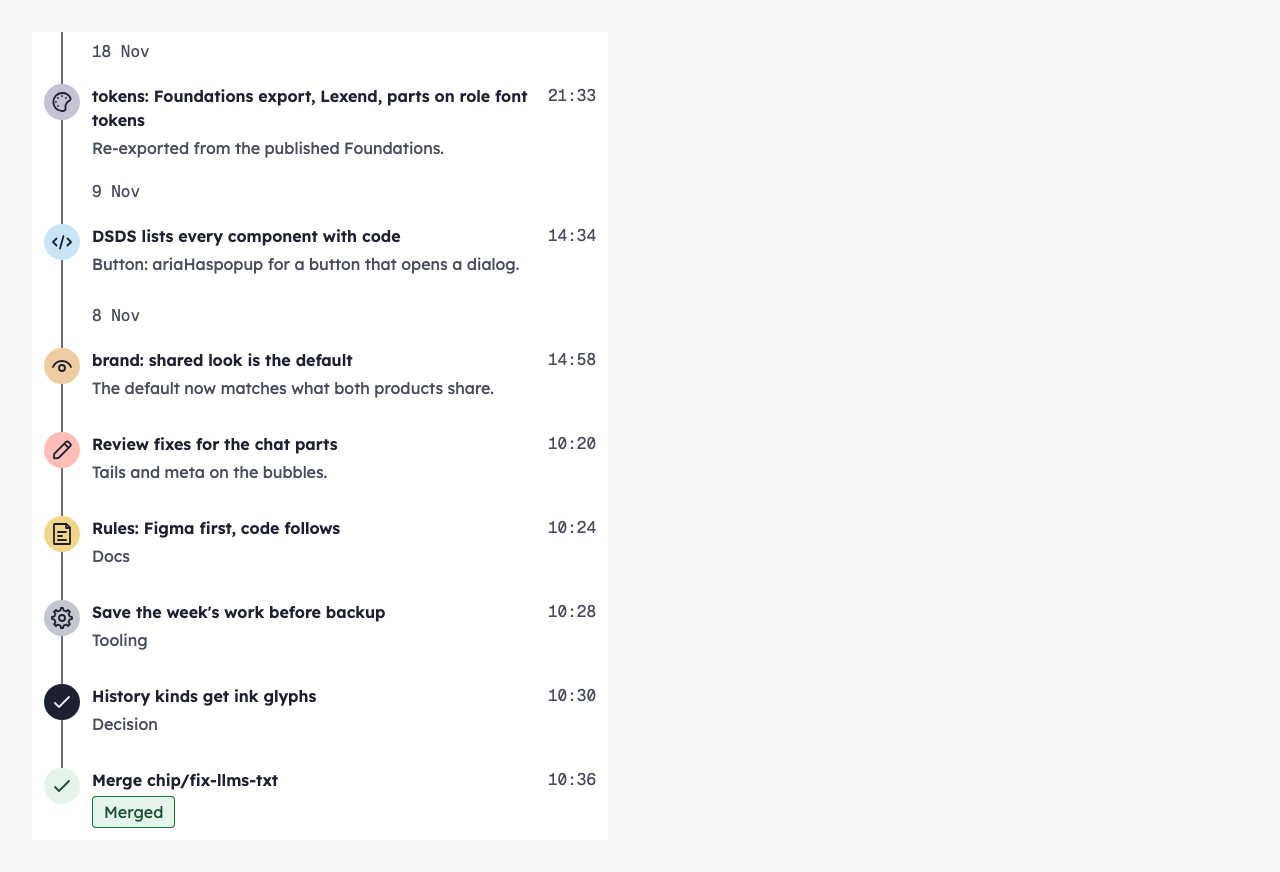 18 Nov
tokens: Foundations export, Lexend, parts on role font 21:33
tokens
Re-exported from the published Foundations.
9 Nov
DSDS lists every component with code 14:34
Button: ariaHaspopup for a button that opens a dialog.
8 Nov
brand: shared look is the default 14:58
The default now matches what both products share.
Review fixes for the chat parts 10:20
Tails and meta on the bubbles.
Rules: Figma first, code follows 10:24
Docs
Save the week's work before backup 10:28
Tooling
History kinds get ink glyphs 10:30
Decision
Merge chip/fix-llms-txt 10:36
Merged